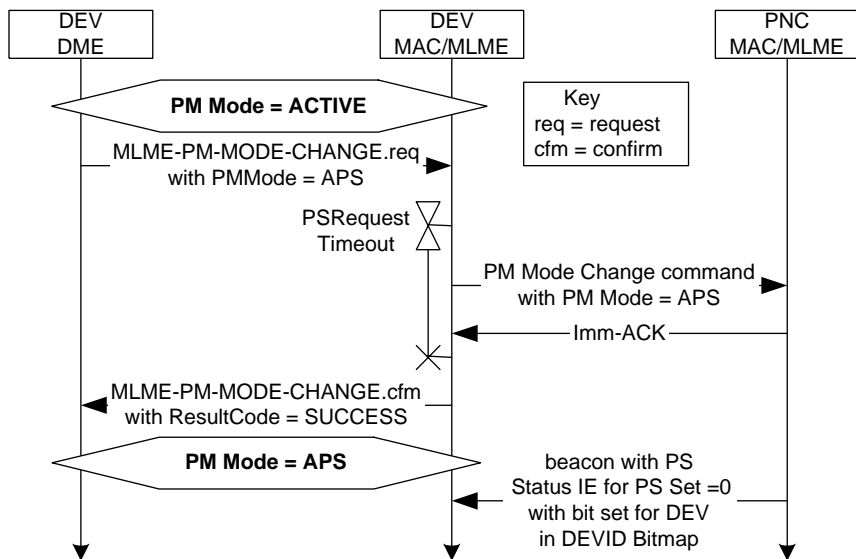 DEV
DME
DEV
MAC/MLME
PNC
MAC/MLME
PM Mode = ACTIVE
Key
req = request
cfm = confirm
MLME-PM-MODE-CHANGE.req
with PMMode = APS
PSRequest
Timeout
PM Mode Change command
with PM Mode = APS
Imm-ACK
MLME-PM-MODE-CHANGE.cfm
with ResultCode = SUCCESS
PM Mode = APS
beacon with PS
Status IE for PS Set =0
with bit set for DEV
in DEVID Bitmap